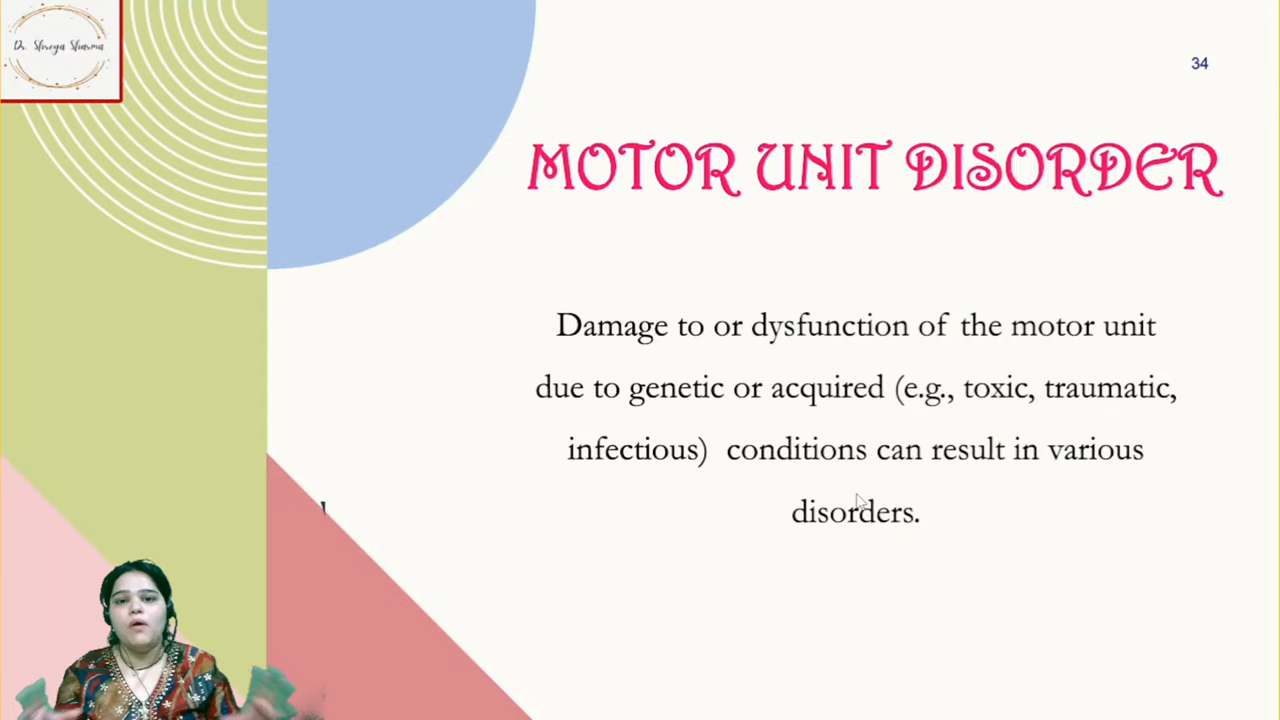 Dr. Shreya Sharma
34
MOTOR UNIT DISORDER
Damage to or dysfunction of the motor unit
due to genetic or acquired (e.g., toxic, traumatic,
infectious) conditions can result in various
disorders.